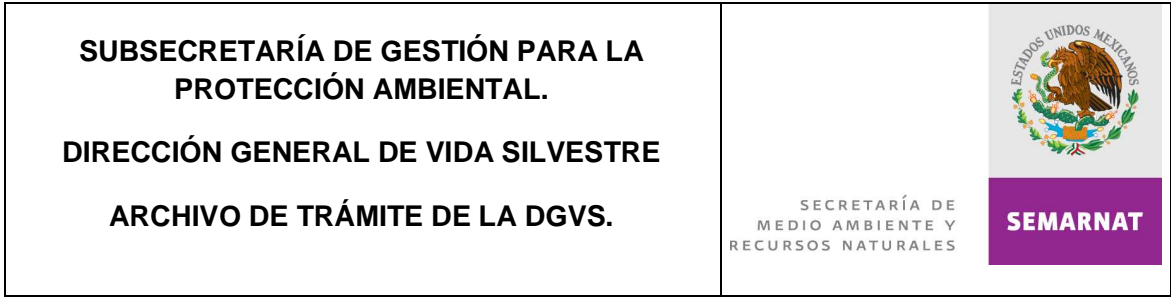 SUBSECRETARÍA DE GESTIÓN PARA LA
PROTECCIÓN AMBIENTAL.
DIRECCIÓN GENERAL DE VIDA SILVESTRE
ARCHIVO DE TRÁMITE DE LA DGVS.
ESTADOS UNIDOS MEXICANOS
SECRETARÍA DE
MEDIO AMBIENTE Y
RECURSOS NATURALES
SEMARNAT